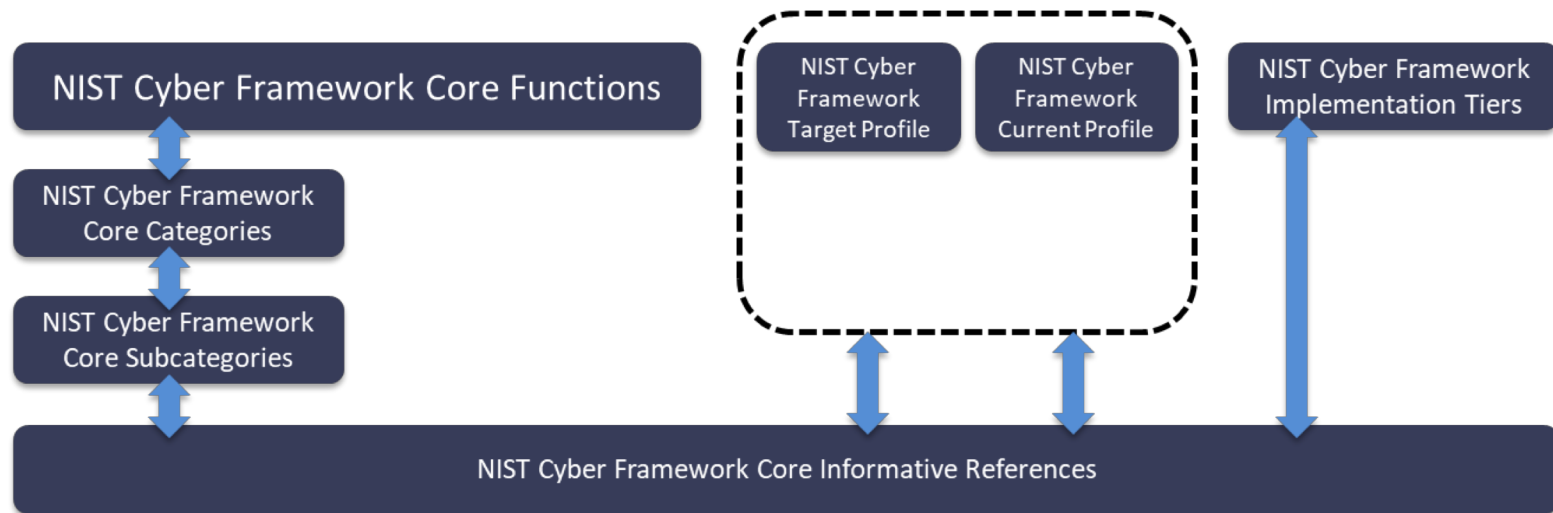 NIST Cyber Framework Core Functions
NIST Cyber
Framework
Target Profile
NIST Cyber
Framework
Current Profile
NIST Cyber Framework
Implementation Tiers
NIST Cyber Framework
Core Categories
NIST Cyber Framework
Core Subcategories
NIST Cyber Framework Core Informative References